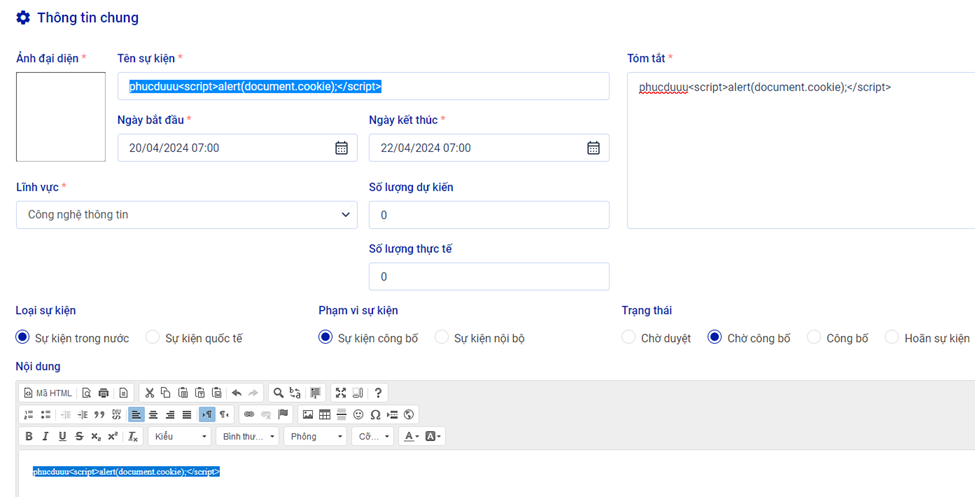 Thông tin chung
Ảnh đại diện *
Tên sự kiện *
Tóm tắt *
phucduuu<script>alert(document.cookie);</script>
phucduuu<script>alert(document.cookie);</script>
Ngày bắt đầu *
Ngày kết thúc *
20/04/2024 07:00
22/04/2024 07:00
Lĩnh vực *
Số lượng dự kiến
Công nghệ thông tin
0
Số lượng thực tế
0
Loại sự kiện
Phạm vi sự kiện
Trạng thái
Sự kiện trong nước
Sự kiện quốc tế
Sự kiện công bố
Sự kiện nội bộ
Chờ duyệt
Chờ công bố
Công bố
Hoãn sự kiện
Nội dung
Mã HTML
Kiểu
Bình thư...
Phông
Cỡ...
phucduuu<script>alert(document.cookie);</script>